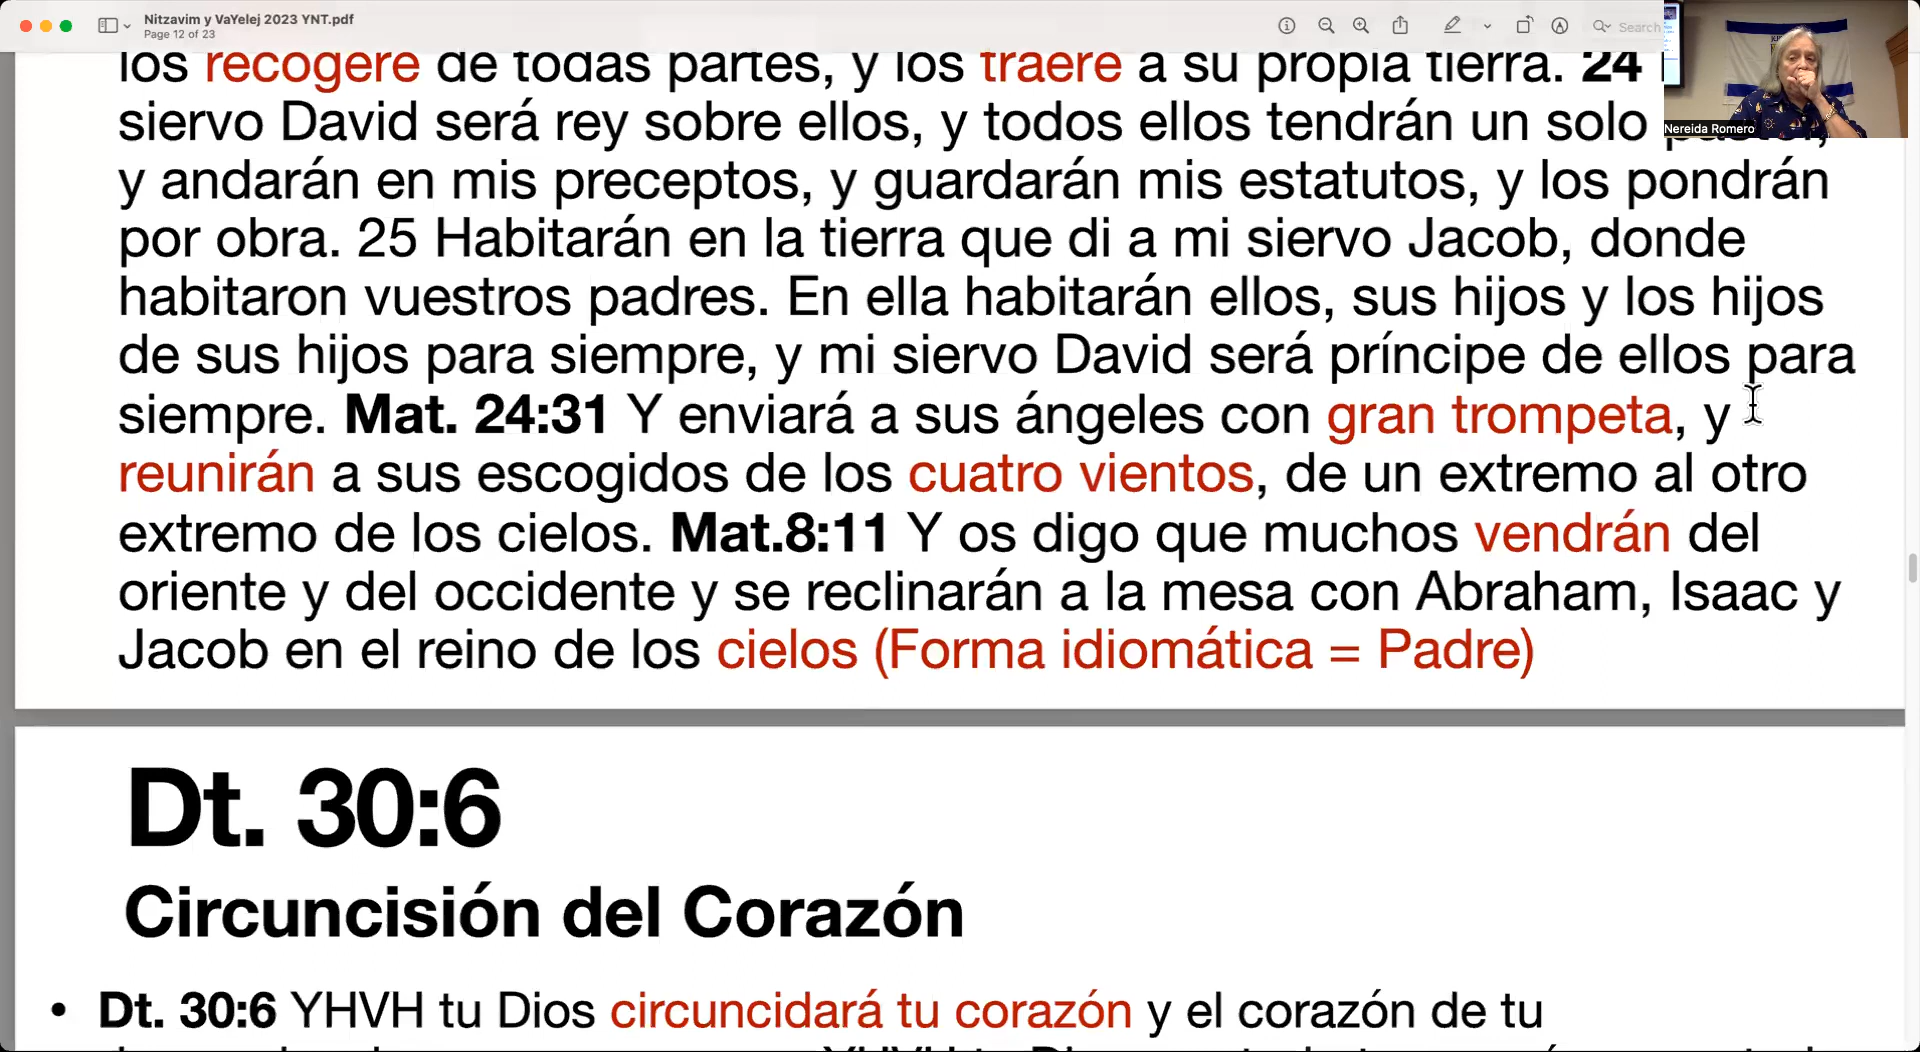 Nitzavim y VaYelej 2023 YNT.pdf
Page 12 of 23
Search
Nereida Romero
los recogeré de todas partes, y los traeré a su propia tierra. 24
siervo David será rey sobre ellos, y todos ellos tendrán un solo
y andarán en mis preceptos, y guardarán mis estatutos, y los pondrán
por obra. 25 Habitarán en la tierra que di a mi siervo Jacob, donde
habitaron vuestros padres. En ella habitarán ellos, sus hijos y los hijos
de sus hijos para siempre, y mi siervo David será príncipe de ellos para
siempre. Mat. 24:31 Y enviará a sus ángeles con gran trompeta, y
reunirán a sus escogidos de los cuatro vientos, de un extremo al otro
extremo de los cielos. Mat.8:11 Y os digo que muchos vendrán del
oriente y del occidente y se reclinarán a la mesa con Abraham, Isaac y
Jacob en el reino de los cielos (Forma idiomática = Padre)
Dt. 30:6
Circuncisión del Corazón
• Dt. 30:6 YHVH tu Dios circuncidará tu corazón y el corazón de tu